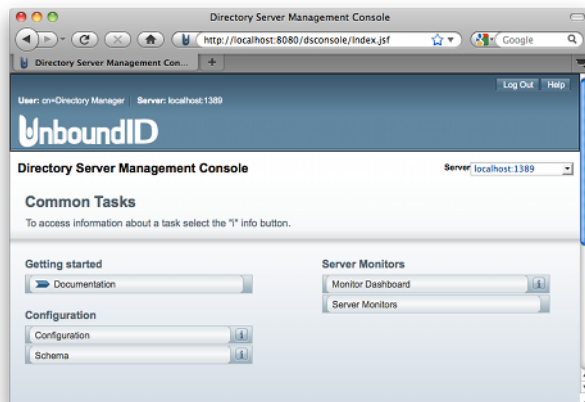 Directory Server Management Console
http://localhost:8080/dsconsole/index.jsf
Google
Directory Server Management Con...
Log Out Help
User: cn=Directory Manager Server: localhost:1389
UnboundID
Directory Server Management Console
Server localhost:1389
Common Tasks
To access information about a task select the "i" info button.
Getting started
Documentation
Configuration
Configuration i
Schema i
Server Monitors
Monitor Dashboard i
Server Monitors